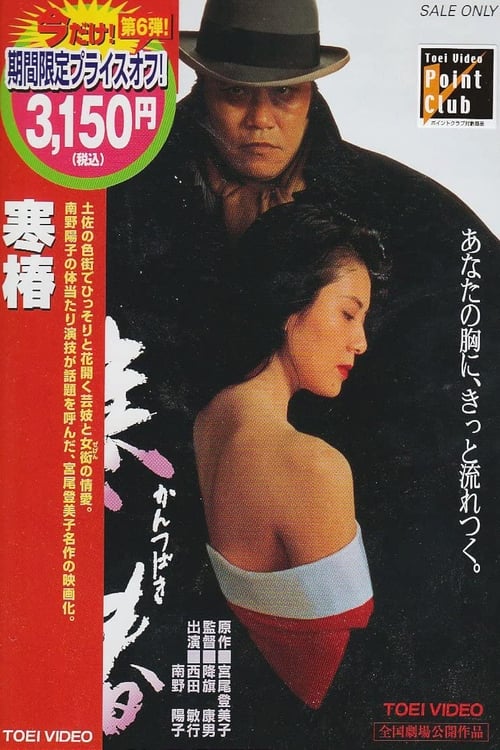 今だけ!
第6弾!
期間限定プライスオフ!
3,150円
(税込)
SALE ONLY
Toei Video
Point
Club
ポイントクラブ対象商品
寒椿
土佐の色街でひっそりと花開く芸妓と女衒の情愛。
南野陽子の体当たり演技が話題を呼んだ、宮尾登美子名作の映画化。
あなたの胸に、きっと流れつく。
寒椿
かんつばき
原作■宮尾登美子
監督■降旗 康男
出演■西田 敏行
南野 陽子
TOEI VIDEO
TOEI VIDEO
全国劇場公開作品